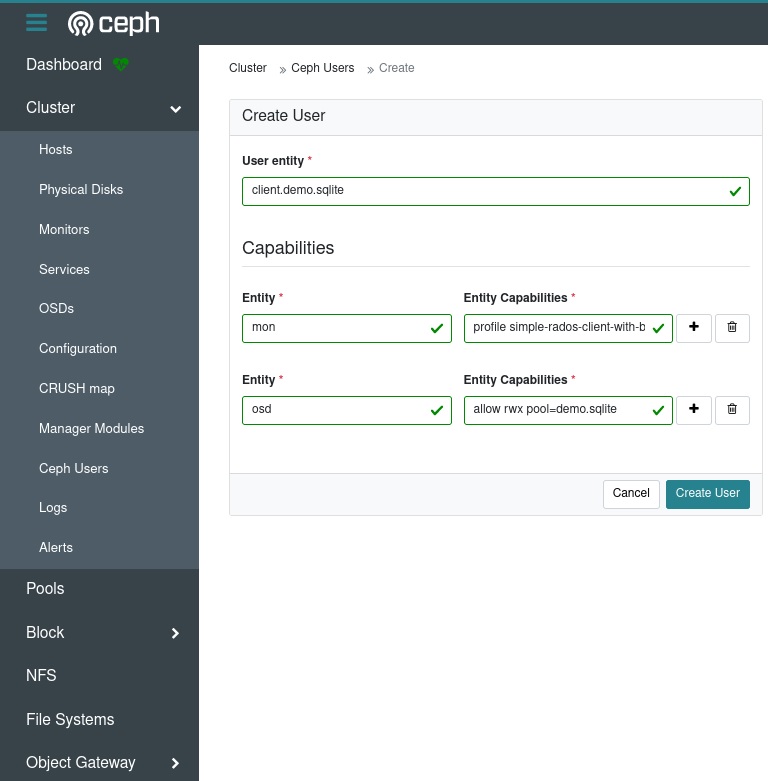 ceph
Dashboard
Cluster
Hosts
Physical Disks
Monitors
Services
OSDs
Configuration
CRUSH map
Manager Modules
Ceph Users
Logs
Alerts
Pools
Block
NFS
File Systems
Object Gateway
Cluster » Ceph Users » Create
Create User
User entity *
client.demo.sqlite
Capabilities
Entity * Entity Capabilities *
mon profile simple-rados-client-with-b
Entity * Entity Capabilities *
osd allow rwx pool=demo.sqlite
Cancel Create User